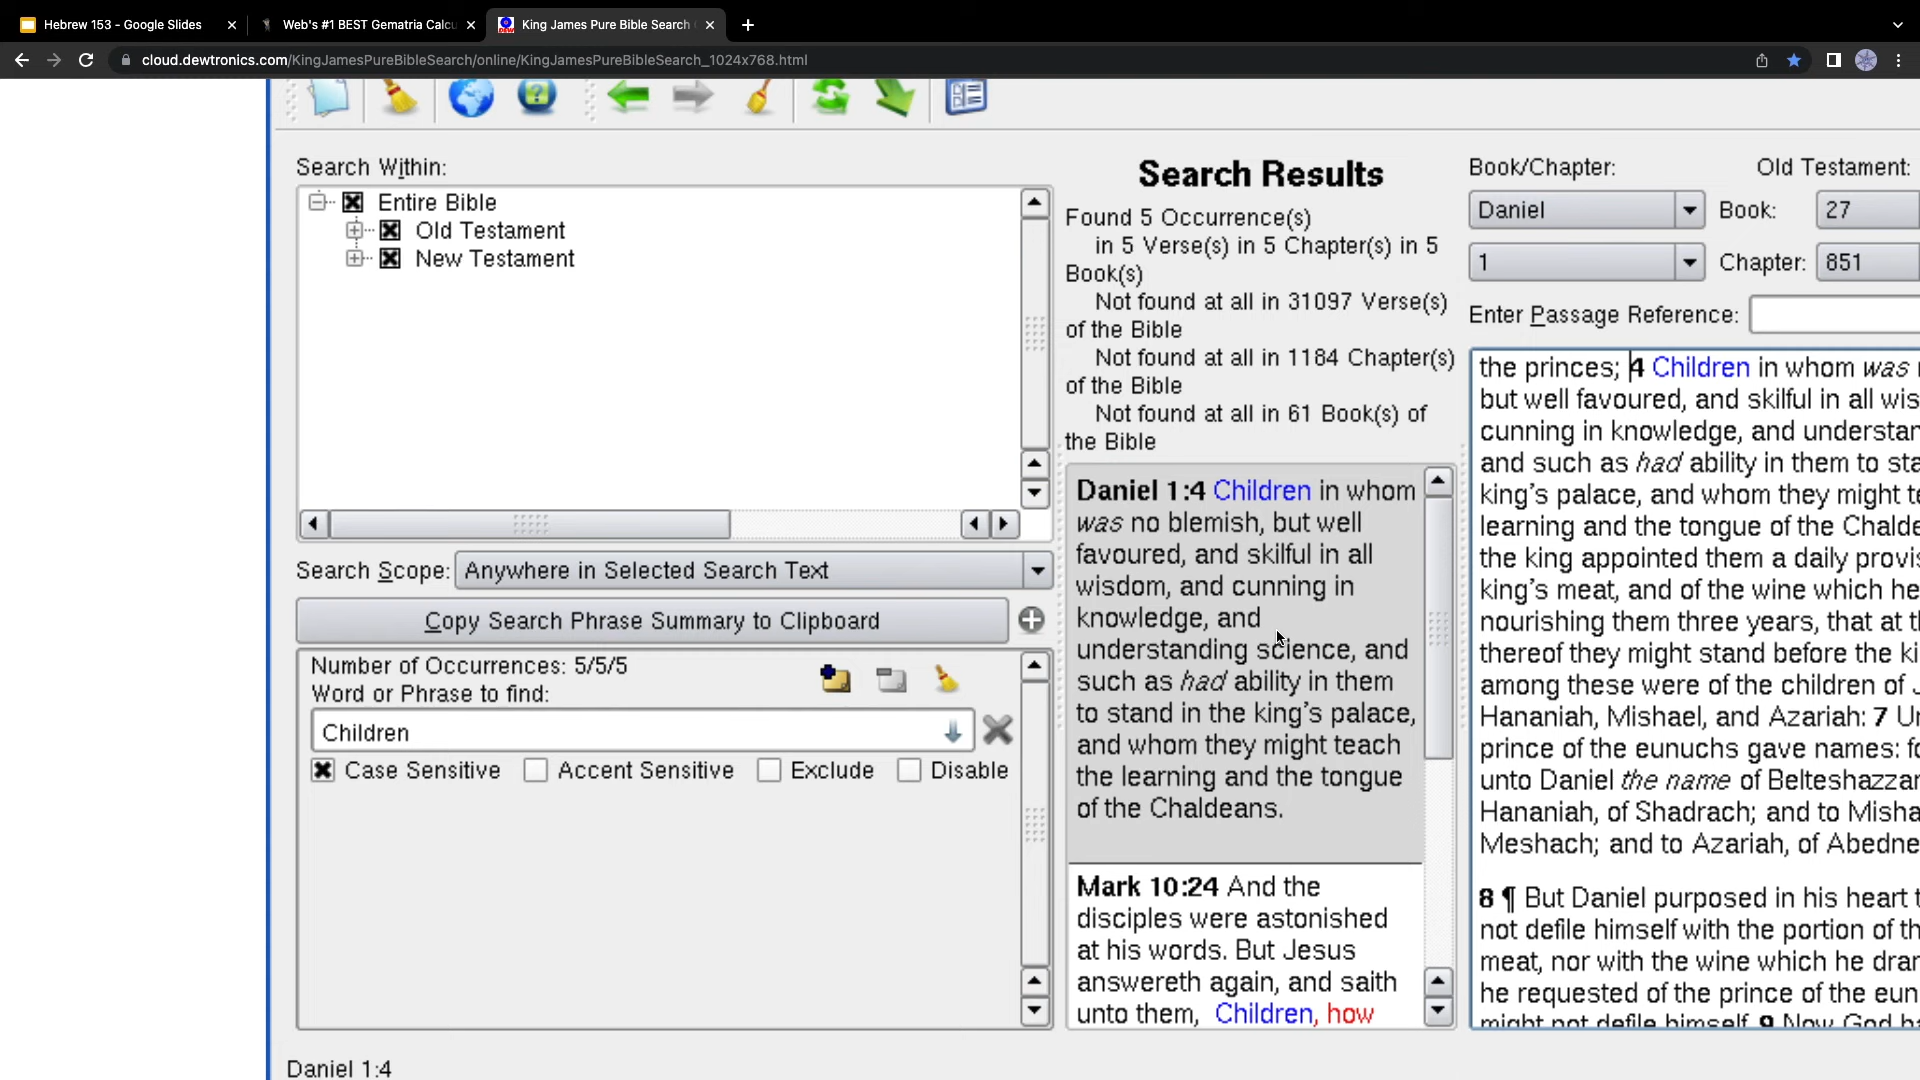 Hebrew 153 - Google Slides
Web's #1 BEST Gematria Calcu
King James Pure Bible Search
cloud.dewtronics.com/KingJamesPureBibleSearch/online/KingJamesPureBibleSearch_1024x768.html
Search Within:
Entire Bible
Old Testament
New Testament
Search Scope: Anywhere in Selected Search Text
Copy Search Phrase Summary to Clipboard
Number of Occurrences: 5/5/5
Word or Phrase to find:
Children
Case Sensitive Accent Sensitive Exclude Disable
Daniel 1:4
Search Results
Found 5 Occurrence(s)
in 5 Verse(s) in 5 Chapter(s) in 5
Book(s)
Not found at all in 31097 Verse(s)
of the Bible
Not found at all in 1184 Chapter(s)
of the Bible
Not found at all in 61 Book(s) of
the Bible
Daniel 1:4 Children in whom
was no blemish, but well
favoured, and skilful in all
wisdom, and cunning in
knowledge, and
understanding science, and
such as had ability in them
to stand in the king's palace,
and whom they might teach
the learning and the tongue
of the Chaldeans.
Mark 10:24 And the
disciples were astonished
at his words. But Jesus
answereth again, and saith
unto them, Children, how
Book/Chapter: Old Testament:
Daniel Book: 27
1 Chapter: 851
Enter Passage Reference:
the princes; 4 Children in whom was
but well favoured, and skilful in all wis
cunning in knowledge, and understan
and such as had ability in them to sta
king's palace, and whom they might te
learning and the tongue of the Chalde
the king appointed them a daily provis
king's meat, and of the wine which he
nourishing them three years, that at th
thereof they might stand before the ki
among these were of the children of J
Hananiah, Mishael, and Azariah: 7 Un
prince of the eunuchs gave names: fo
unto Daniel the name of Belteshazzar
Hananiah, of Shadrach; and to Misha
Meshach; and to Azariah, of Abedne
8 ¶ But Daniel purposed in his heart t
not defile himself with the portion of th
meat, nor with the wine which he dran
he requested of the prince of the eun
might not defile himself. 9 Now God ha